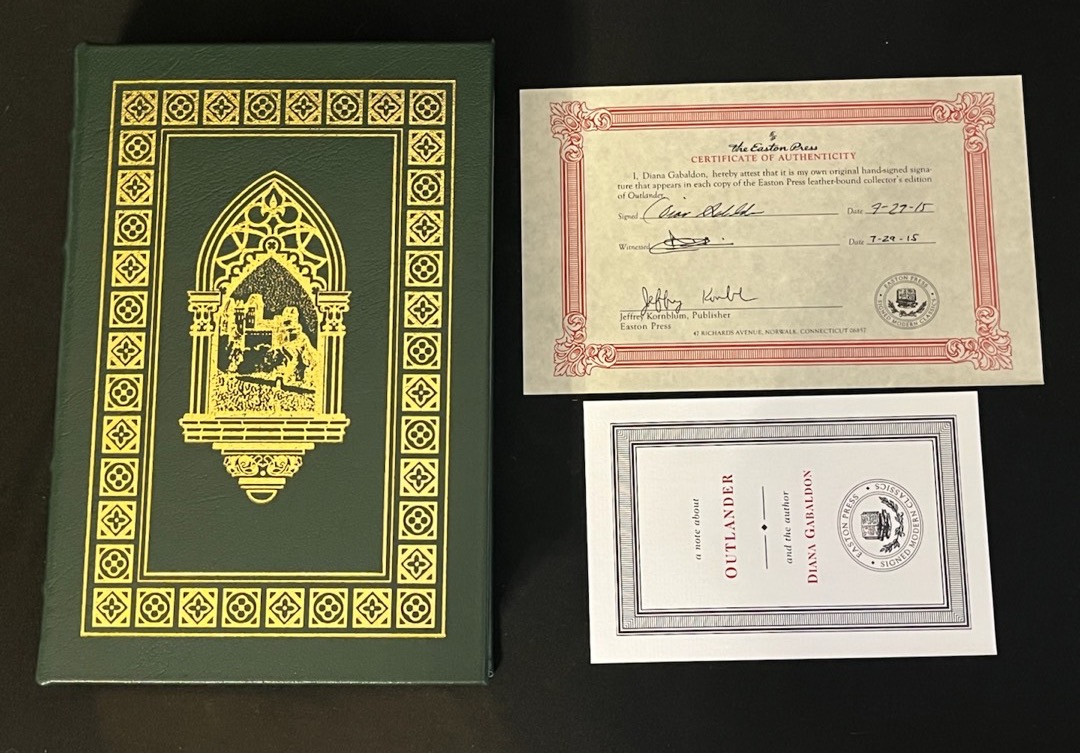 The Easton Press
CERTIFICATE OF AUTHENTICITY
I, Diana Gabaldon, hereby attest that it is my own original hand-signed signa-
ture that appears in each copy of the Easton Press leather-bound collector's edition
of Outlander.
Signed Date 7-29-15
Witnessed Date 7-29-15
Jeffrey Kornblum, Publisher
Easton Press
47 RICHARDS AVENUE, NORWALK, CONNECTICUT 06857
EASTON PRESS • SIGNED MODERN CLASSICS •
a note about
OUTLANDER
and the author
DIANA GABALDON
EASTON PRESS • SIGNED MODERN CLASSICS •